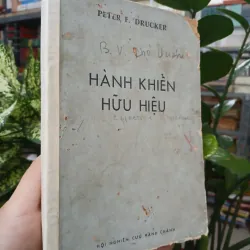 PETER F. DRUCKER
B. V.
HÀNH KHIỂN
HỮU HIỆU
HỘI NGHIÊN CỨU HÀNH CHÁNH